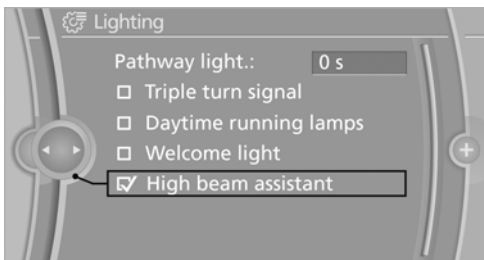 Lighting
Pathway light.: 0 s
Triple turn signal
Daytime running lamps
Welcome light
High beam assistant